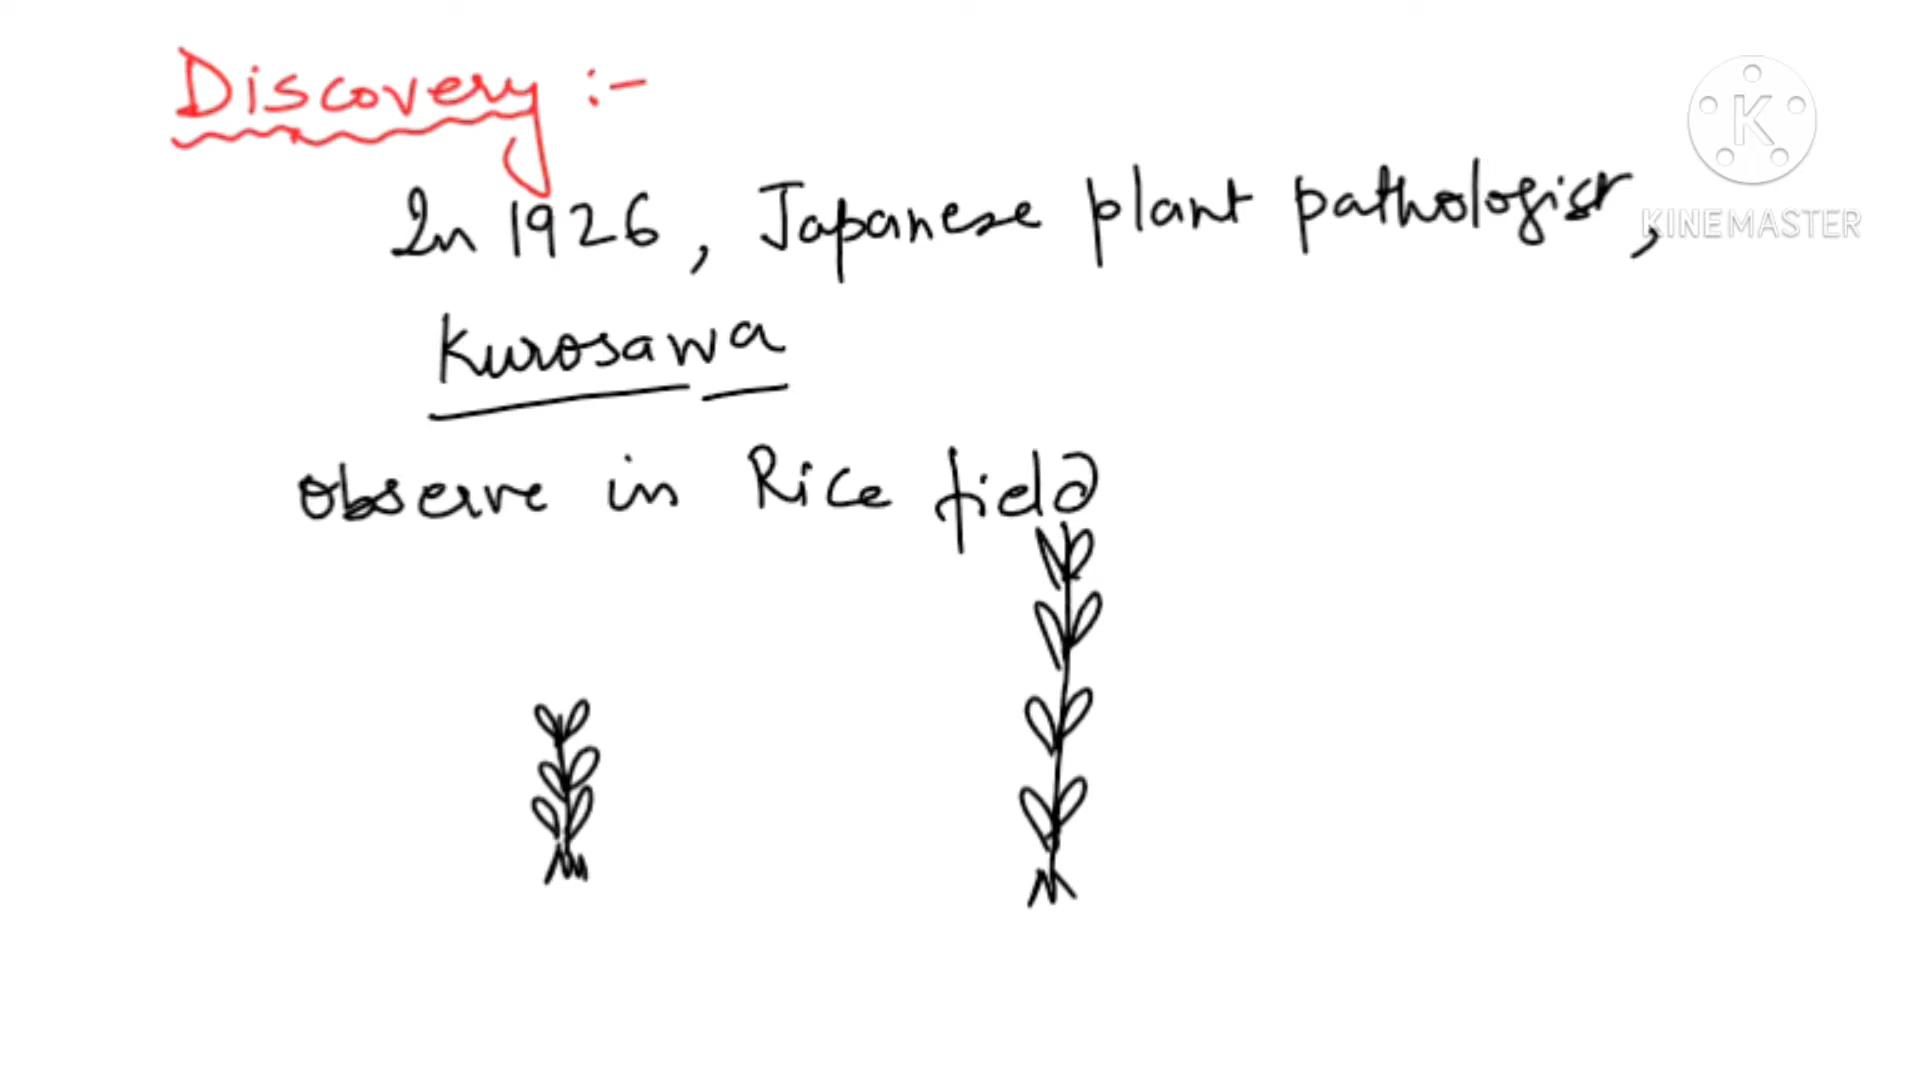 Discovery :-
K
In 1926, Japanese plant pathologist,
KINEMASTER
Kurosawa
observe in Rice field